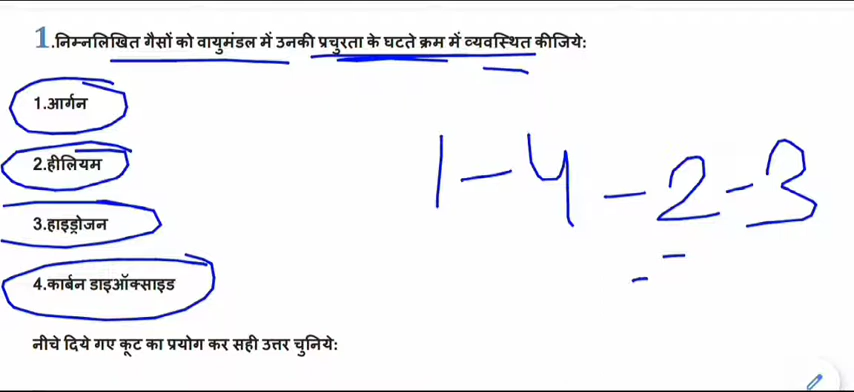 1.निम्नलिखित गैसों को वायुमंडल में उनकी प्रचुरता के घटते क्रम में व्यवस्थित कीजिये:
1.आर्गन
2.हीलियम
1-4-2-3
3.हाइड्रोजन
4.कार्बन डाइऑक्साइड
नीचे दिये गए कूट का प्रयोग कर सही उत्तर चुनिये: